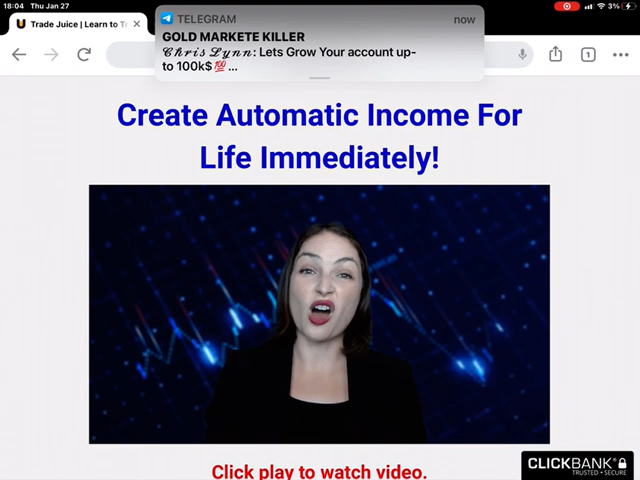 18:04 Thu Jan 27
3%
Trade Juice | Learn to Tr
TELEGRAM
now
GOLD MARKETE KILLER
𝓒𝓱𝓻𝓲𝓼 𝓛𝔂𝓷𝓷: Lets Grow Your account up-
to 100k$💯 ...
1
Create Automatic Income For
Life Immediately!
Click play to watch video.
CLICKBANK®
TRUSTED • SECURE